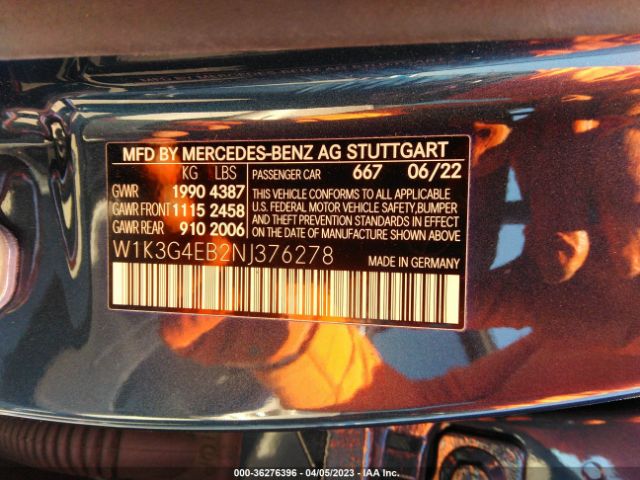 MFD BY MERCEDES-BENZ AG STUTTGART
KG LBS
GVWR 1990 4387
GAWR FRONT 1115 2458
GAWR REAR 910 2006
PASSENGER CAR 667 06/22
THIS VEHICLE CONFORMS TO ALL APPLICABLE
U.S. FEDERAL MOTOR VEHICLE SAFETY,BUMPER
AND THEFT PREVENTION STANDARDS IN EFFECT
ON THE DATE OF MANUFACTURE SHOWN ABOVE.
W1K3G4EB2NJ376278
MADE IN GERMANY
000-36276396 - 04/05/2023 - IAA Inc.